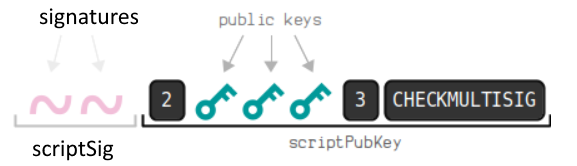 signatures
public keys
2 3 CHECKMULTISIG
scriptSig
scriptPubKey